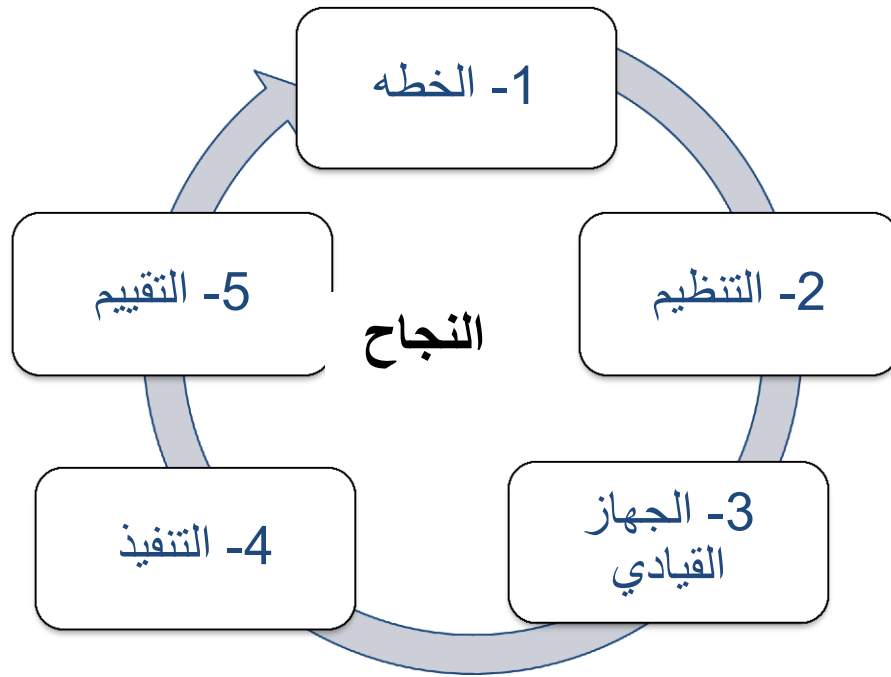 1- الخطه
2- التنظيم
3- الجهاز
القيادي
4- التنفيذ
5- التقييم
النجاح